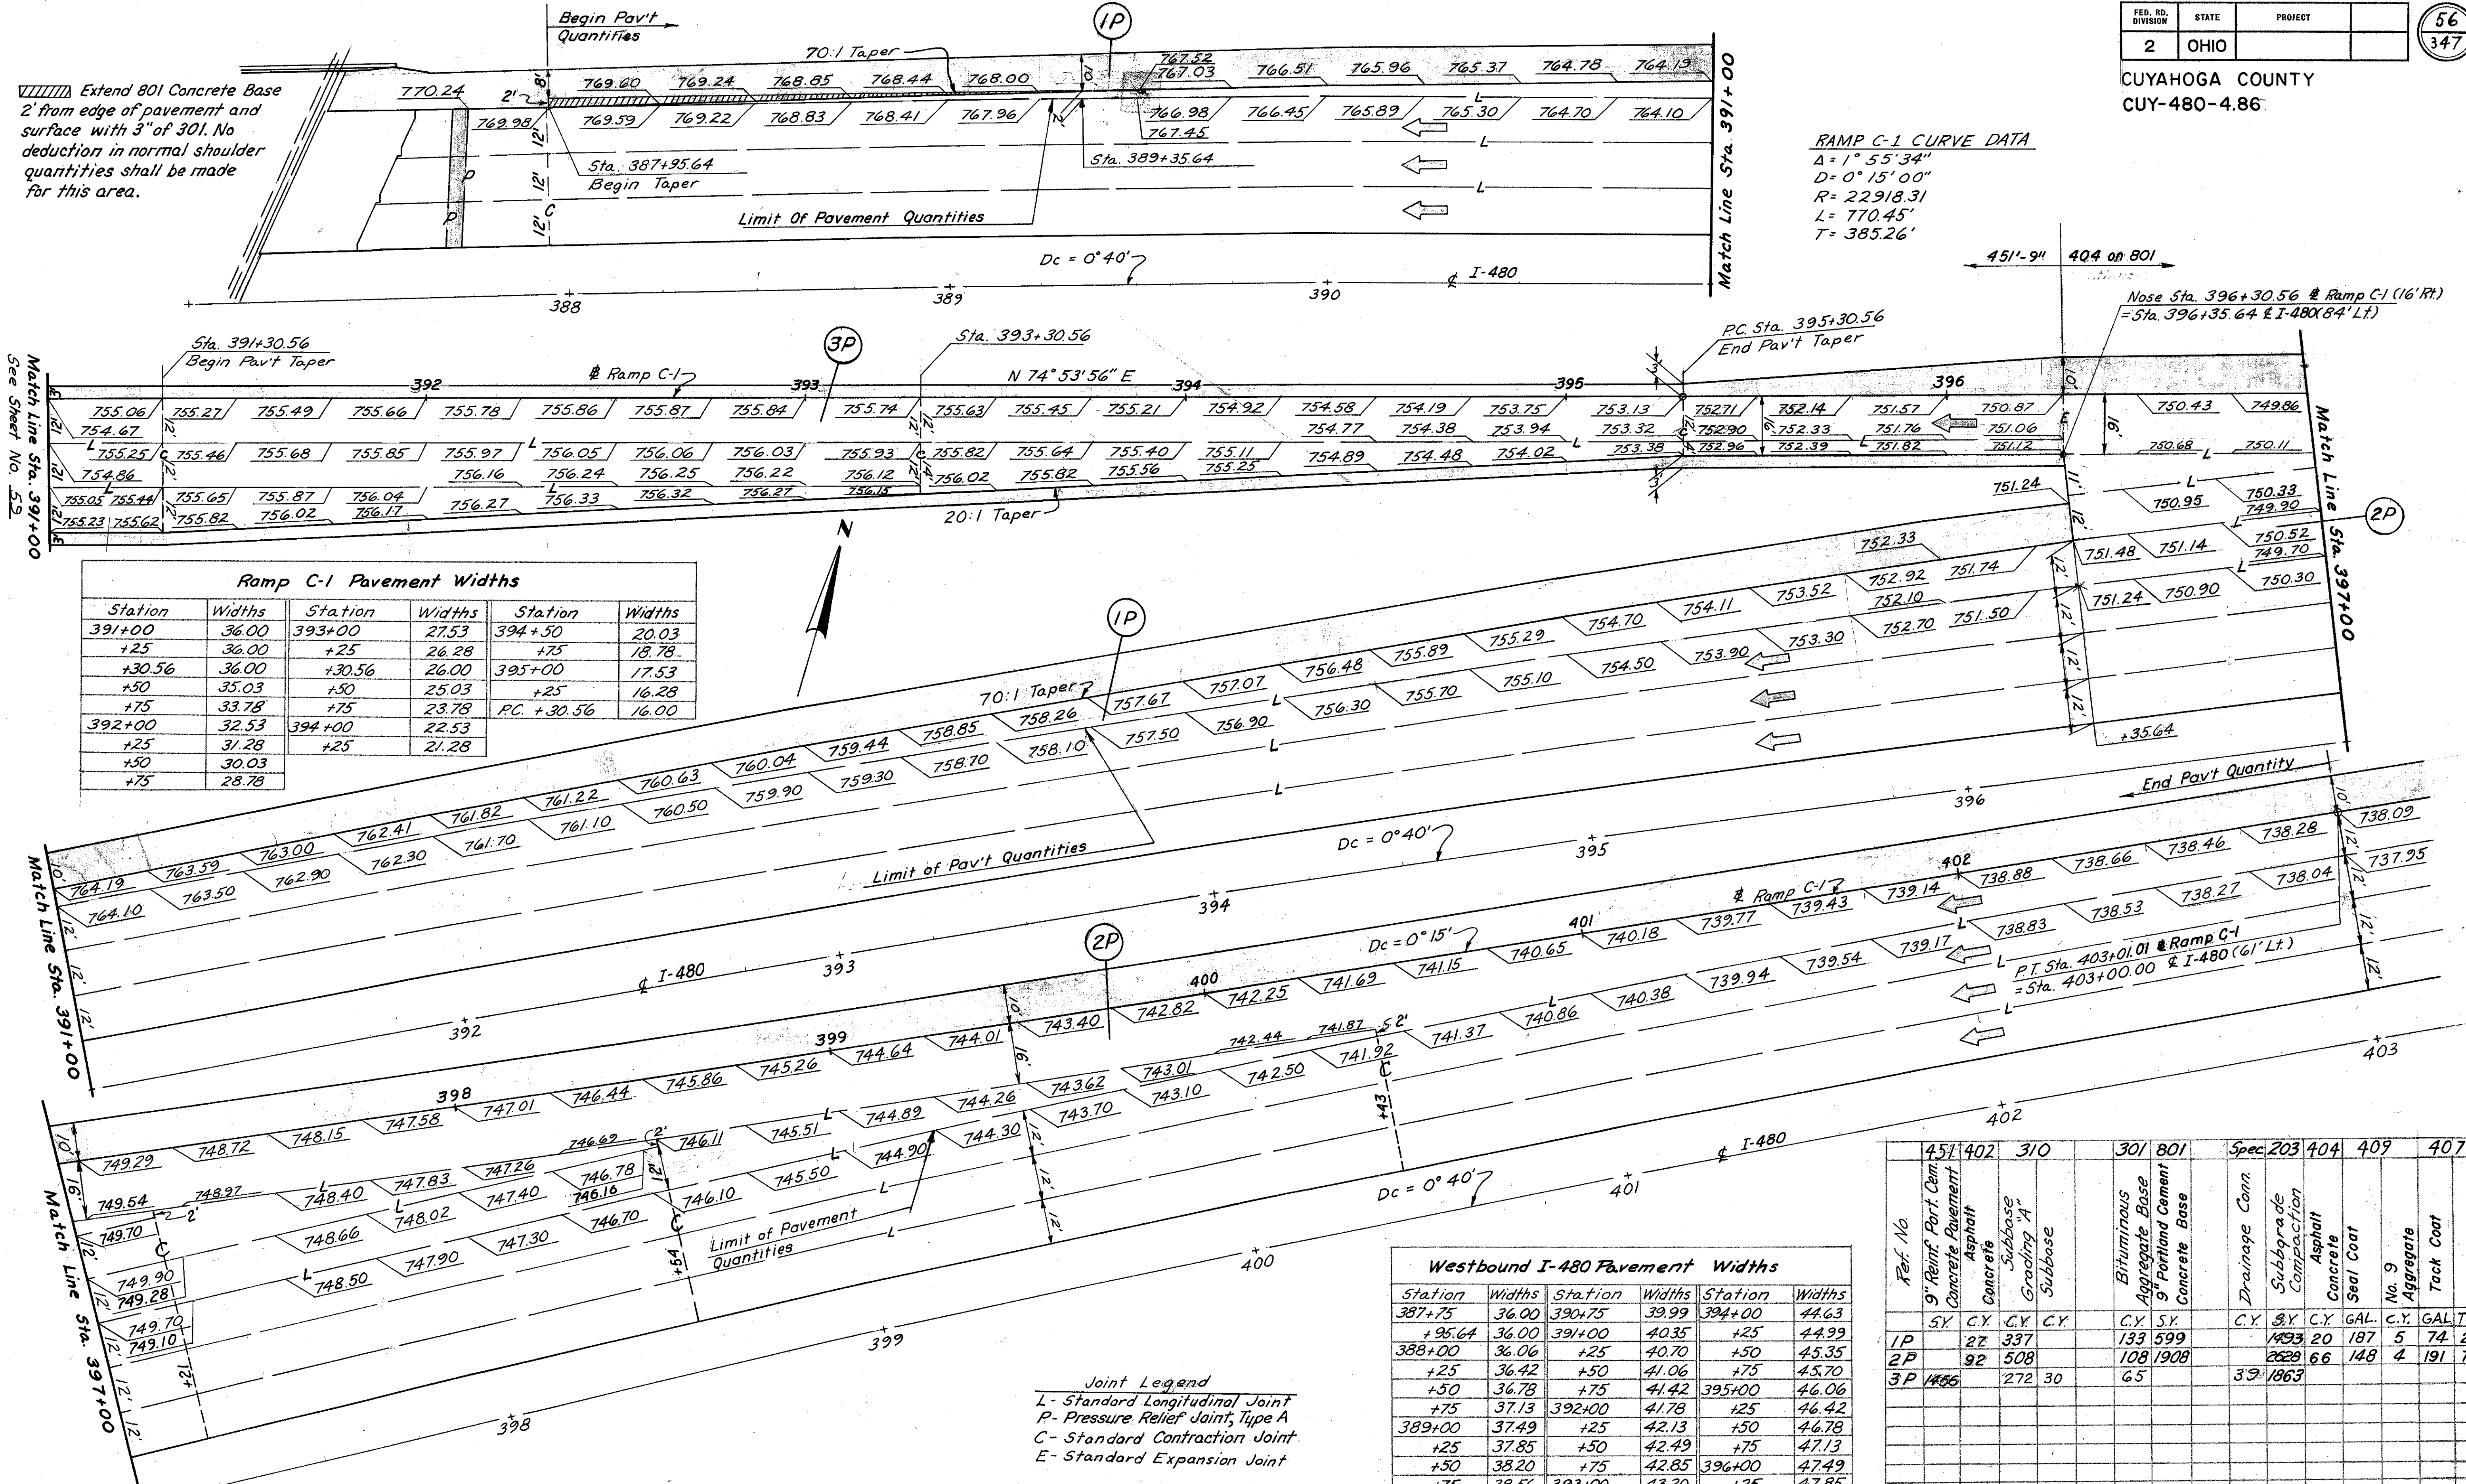 FED. RD. DIVISION STATE PROJECT
2 OHIO
56
347
CUYAHOGA COUNTY
CUY-480-4.86
Begin Pav't
Quantities
1P
70:1 Taper
Extend 801 Concrete Base
2' from edge of pavement and
surface with 3" of 301. No
deduction in normal shoulder
quantities shall be made
for this area.
8'
10'
767.52
770.24 769.60 769.24 768.85 768.44 768.00 767.03 766.51 765.96 765.37 764.78 764.19
2'
769.98 769.59 769.22 768.83 768.41 767.96 2' 766.98 766.45 765.89 765.30 764.70 764.10
L
767.45
12'
12'
12'
P
P
C
L
L
Sta. 387+95.64
Begin Taper
Sta. 389+35.64
Limit Of Pavement Quantities
Dc = 0°40'
℄ I-480
388 389 390
Match Line Sta. 391+00
RAMP C-1 CURVE DATA
Δ = 1° 55' 34"
D= 0° 15' 00"
R= 22918.31
L= 770.45'
T= 385.26'
451'-9" 404 on 801
Nose Sta. 396+30.56 ℄ Ramp C-1 (16' Rt.)
=Sta. 396+35.64 ℄ I-480 (84' Lt.)
Sta. 391+30.56
Begin Pav't Taper
3P
Sta. 393+30.56
P.C. Sta. 395+30.56
End Pav't Taper
Match Line Sta. 391+00
See Sheet No. 59
392 ℄ Ramp C-1 393 N 74° 53' 56" E 394 395 396
3' 3' 10'
755.06 755.27 755.49 755.66 755.78 755.86 755.87 755.84 755.74 755.63 755.45 755.21 754.92 754.58 754.19 753.75 753.13 752.71 752.14 751.57 750.87 750.43 749.86
754.67 754.77 754.38 753.94 753.32 752.90 752.33 751.76 751.06
755.25 755.46 755.68 755.85 755.97 756.05 756.06 756.03 755.93 755.82 755.64 755.40 755.11 754.89 754.48 754.02 753.38 752.96 752.39 751.82 751.12 750.68 750.11
754.86 756.16 756.24 756.25 756.22 756.12 756.02 755.82 755.56 755.25
755.05 755.44 755.65 755.87 756.04 756.27 756.33 756.32 756.27 756.15
755.23 755.62 755.82 756.02 756.17
20:1 Taper
N
16'
16'
Match Line Sta. 397+00
2P
Ramp C-1 Pavement Widths
Station Widths Station Widths Station Widths
391+00 36.00 393+00 27.53 394+50 20.03
+25 36.00 +25 26.28 +75 18.78
+30.56 36.00 +30.56 26.00 395+00 17.53
+50 35.03 +50 25.03 +25 16.28
+75 33.78 +75 23.78 P.C. +30.56 16.00
392+00 32.53 394+00 22.53
+25 31.28 +25 21.28
+50 30.03
+75 28.78
1P
70:1 Taper
764.19 763.59 763.00 762.41 761.82 761.22 760.63 760.04 759.44 758.85 758.26 757.67 757.07 756.48 755.89 755.29 754.70 754.11 753.52 752.92 752.33 751.74 751.24
764.10 763.50 762.90 762.30 761.70 761.10 760.50 759.90 759.30 758.70 758.10 757.50 756.90 756.30 755.70 755.10 754.50 753.90 753.30 752.70 752.10 751.50
11'
12'
12'
12'
12'
12'
750.95 750.33
749.90
751.48 751.14 750.52
749.70
751.24 750.90 750.30
+35.64
Limit of Pav't Quantities
Dc = 0°40'
℄ I-480
392 393 394 395 396
Match Line Sta. 391+00
10'
12'
12'
12'
End Pav't Quantity
2P
℄ Ramp C-1
Dc = 0°15'
398 399 400 401 402
10'
16'
749.29 748.72 748.15 747.58 747.01 746.44 745.86 745.26 744.64 744.01 743.40 742.82 742.25 741.69 741.15 740.65 740.18 739.77 739.43 739.14 738.88 738.66 738.46 738.28 738.09
749.54 748.97 748.40 747.83 747.26 746.69 2' 746.11 745.51 744.89 744.26 743.62 743.01 742.44 741.87 2'
749.70 2'
748.66 748.02 747.40 746.78
746.16
749.90 749.28
749.70 749.10 748.50 747.90 747.30 746.70 746.10 745.50 744.90 744.30 743.70 743.10 742.50 741.92 741.37 740.86 740.38 739.94 739.54 739.17 738.83 738.53 738.27 738.04 737.95
12+
+54
+43
10'
16'
12'
12'
12'
10'
12'
12'
12'
P.T. Sta. 403+01.01 ℄ Ramp C-1
=Sta. 403+00.00 ℄ I-480 (61' Lt.)
Limit of Pavement
Quantities
Dc = 0°40'
℄ I-480
398 399 400 401 402 403
Match Line Sta. 397+00
Joint Legend
L - Standard Longitudinal Joint
P - Pressure Relief Joint, Type A
C - Standard Contraction Joint
E - Standard Expansion Joint
Westbound I-480 Pavement Widths
Station Widths Station Widths Station Widths
387+75 36.00 390+75 39.99 394+00 44.63
+95.64 36.00 391+00 40.35 +25 44.99
388+00 36.06 +25 40.70 +50 45.35
+25 36.42 +50 41.06 +75 45.70
+50 36.78 +75 41.42 395+00 46.06
+75 37.13 392+00 41.78 +25 46.42
389+00 37.49 +25 42.13 +50 46.78
+25 37.85 +50 42.49 +75 47.13
+50 38.20 +75 42.85 396+00 47.49
451 402 310 301 801 Spec 203 404 409 407
Ref. No.
9" Reinf. Port. Cem. Concrete Pavement
Asphalt Concrete
Subbase Grading "A"
Subbase
Bituminous Aggregate Base
9" Portland Cement Concrete Base
Drainage Conn.
Subgrade Compaction
Asphalt Concrete
Seal Coat
No. 9 Aggregate
Tack Coat
S.Y. C.Y. C.Y. C.Y. C.Y. S.Y. C.Y. S.Y. C.Y. GAL. C.Y. GAL
1P 27 337 133 599 1493 20 187 5 74
2P 92 508 108 1908 2628 66 148 4 191
3P 1456 272 30 65 39 1863